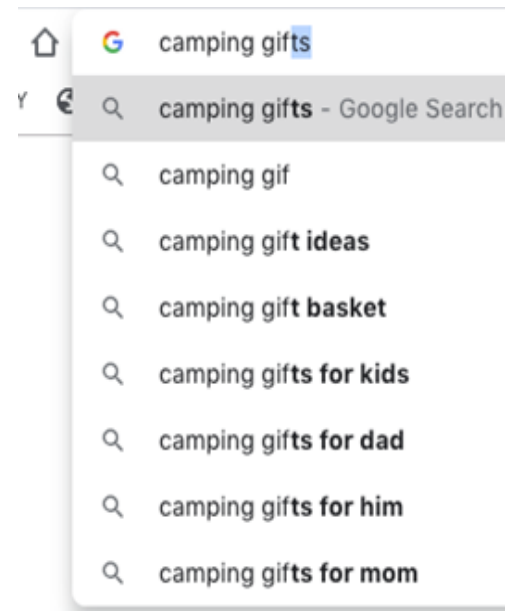 camping gifts
Y
camping gifts - Google Search
camping gif
camping gift ideas
camping gift basket
camping gifts for kids
camping gifts for dad
camping gifts for him
camping gifts for mom